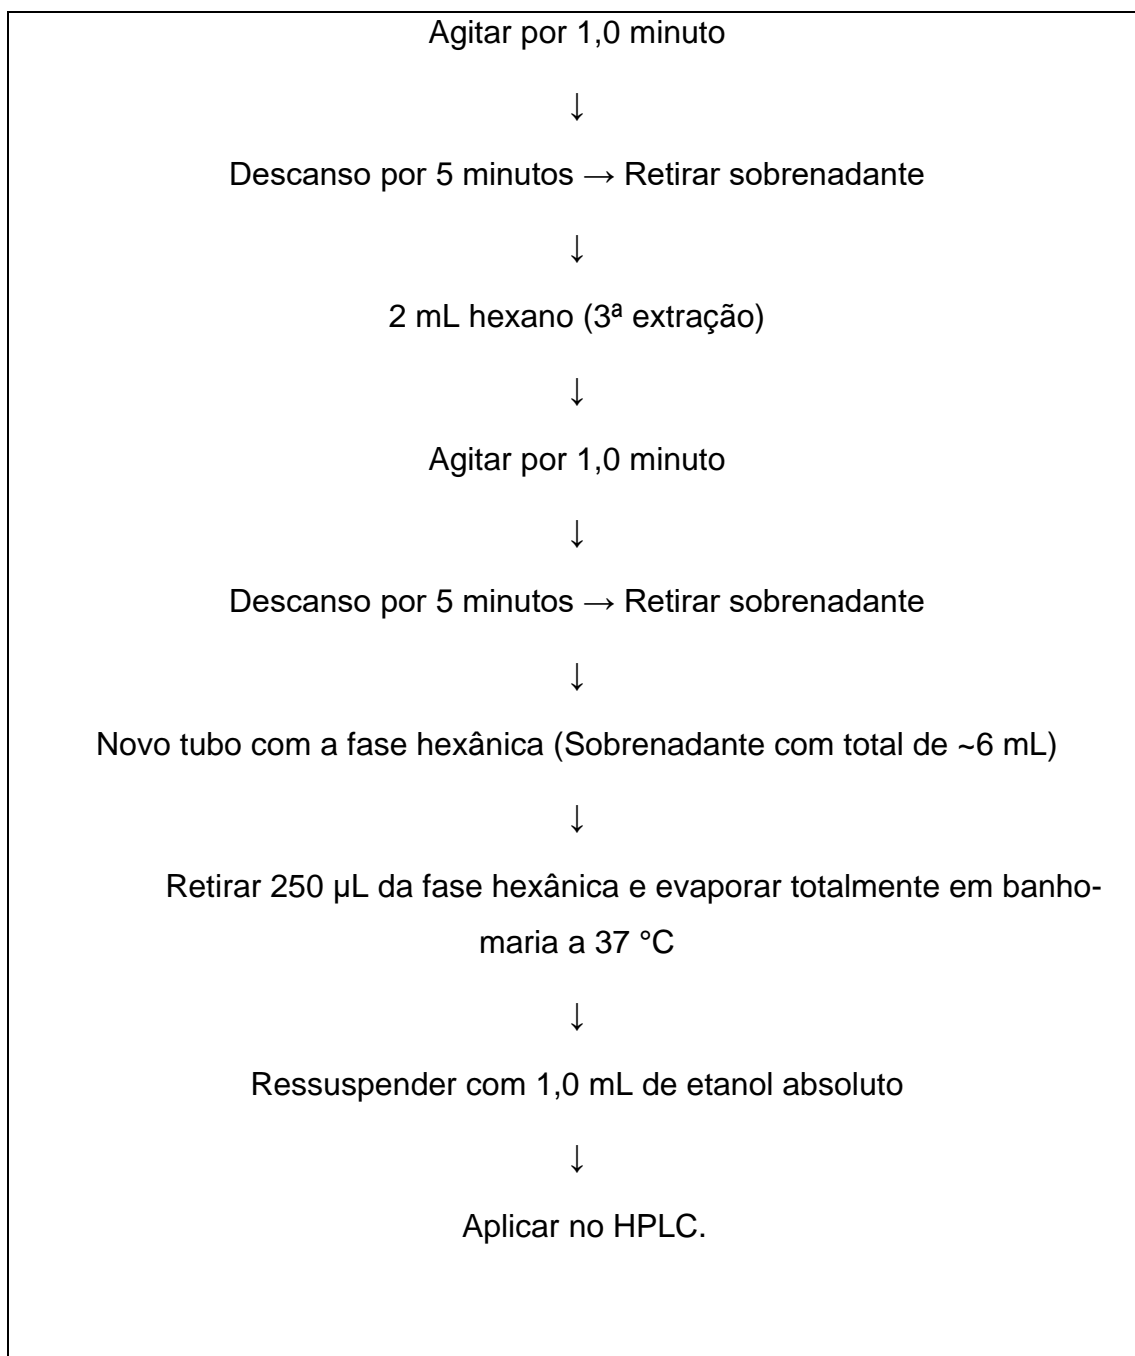 Agitar por 1,0 minuto
↓
Descanso por 5 minutos → Retirar sobrenadante
↓
2 mL hexano (3ª extração)
↓
Agitar por 1,0 minuto
↓
Descanso por 5 minutos → Retirar sobrenadante
↓
Novo tubo com a fase hexânica (Sobrenadante com total de ~6 mL)
↓
Retirar 250 µL da fase hexânica e evaporar totalmente em banho-
maria a 37 °C
↓
Ressuspender com 1,0 mL de etanol absoluto
↓
Aplicar no HPLC.